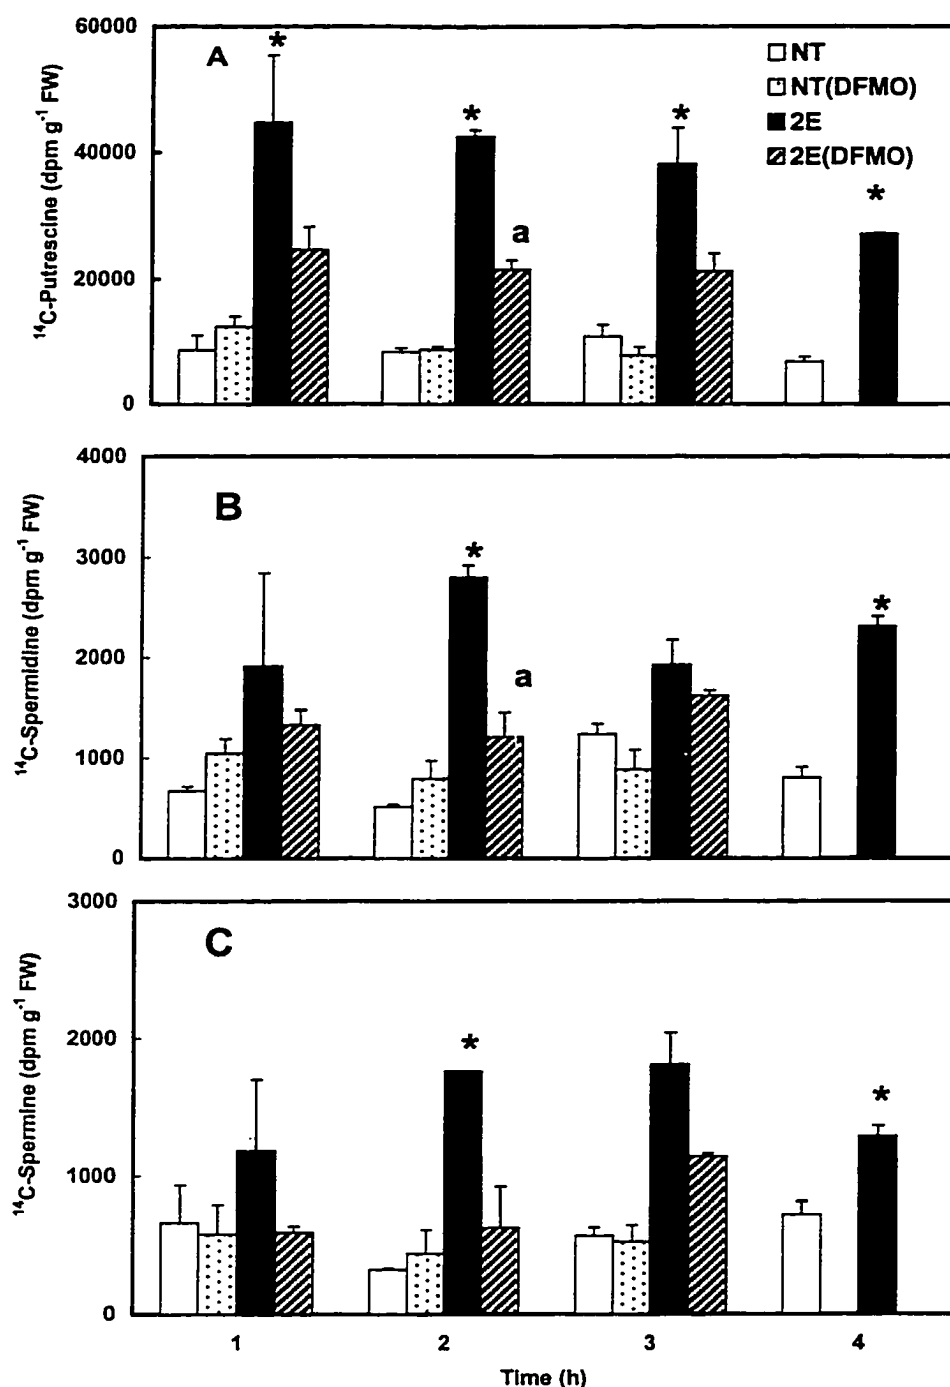 A
NT
NT(DFMO)
2E
2E(DFMO)
60000
40000
20000
0
¹⁴C-Putrescine (dpm g⁻¹ FW)
*
*
a
*
*
B
4000
3000
2000
1000
0
¹⁴C-Spermidine (dpm g⁻¹ FW)
*
a
*
C
3000
2000
1000
0
¹⁴C-Spermine (dpm g⁻¹ FW)
*
*
1 2 3 4
Time (h)